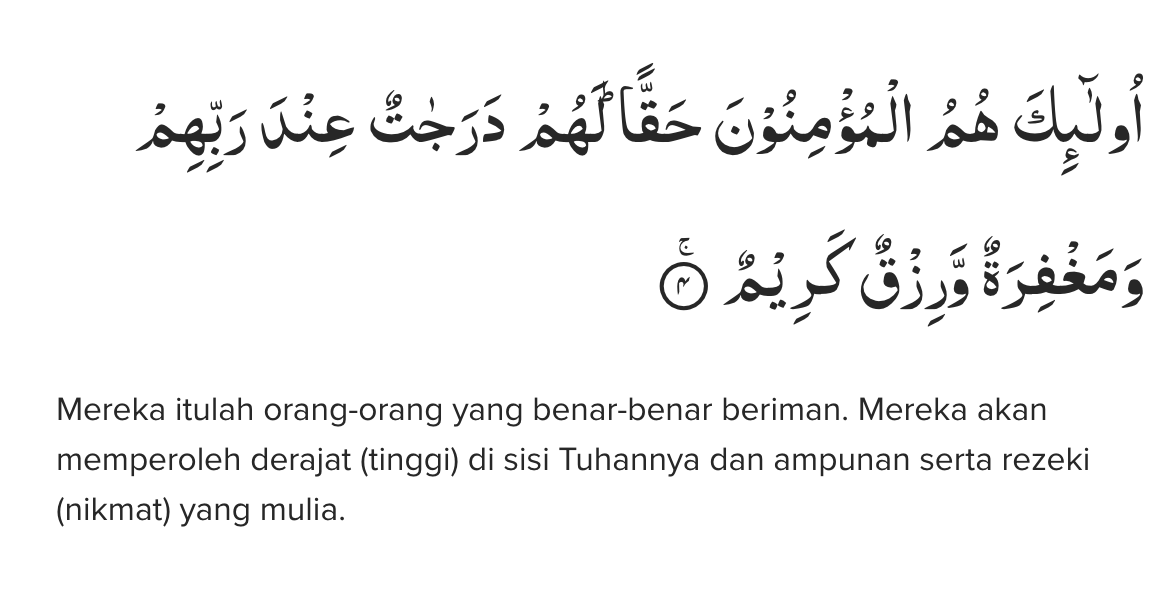 اُولٰۤىِٕكَ هُمُ الْمُؤْمِنُوْنَ حَقًّاۗ لَهُمْ دَرَجٰتٌ عِنْدَ رَبِّهِمْ
وَمَغْفِرَةٌ وَّرِزْقٌ كَرِيْمٌۚ ۝٤
Mereka itulah orang-orang yang benar-benar beriman. Mereka akan
memperoleh derajat (tinggi) di sisi Tuhannya dan ampunan serta rezeki
(nikmat) yang mulia.